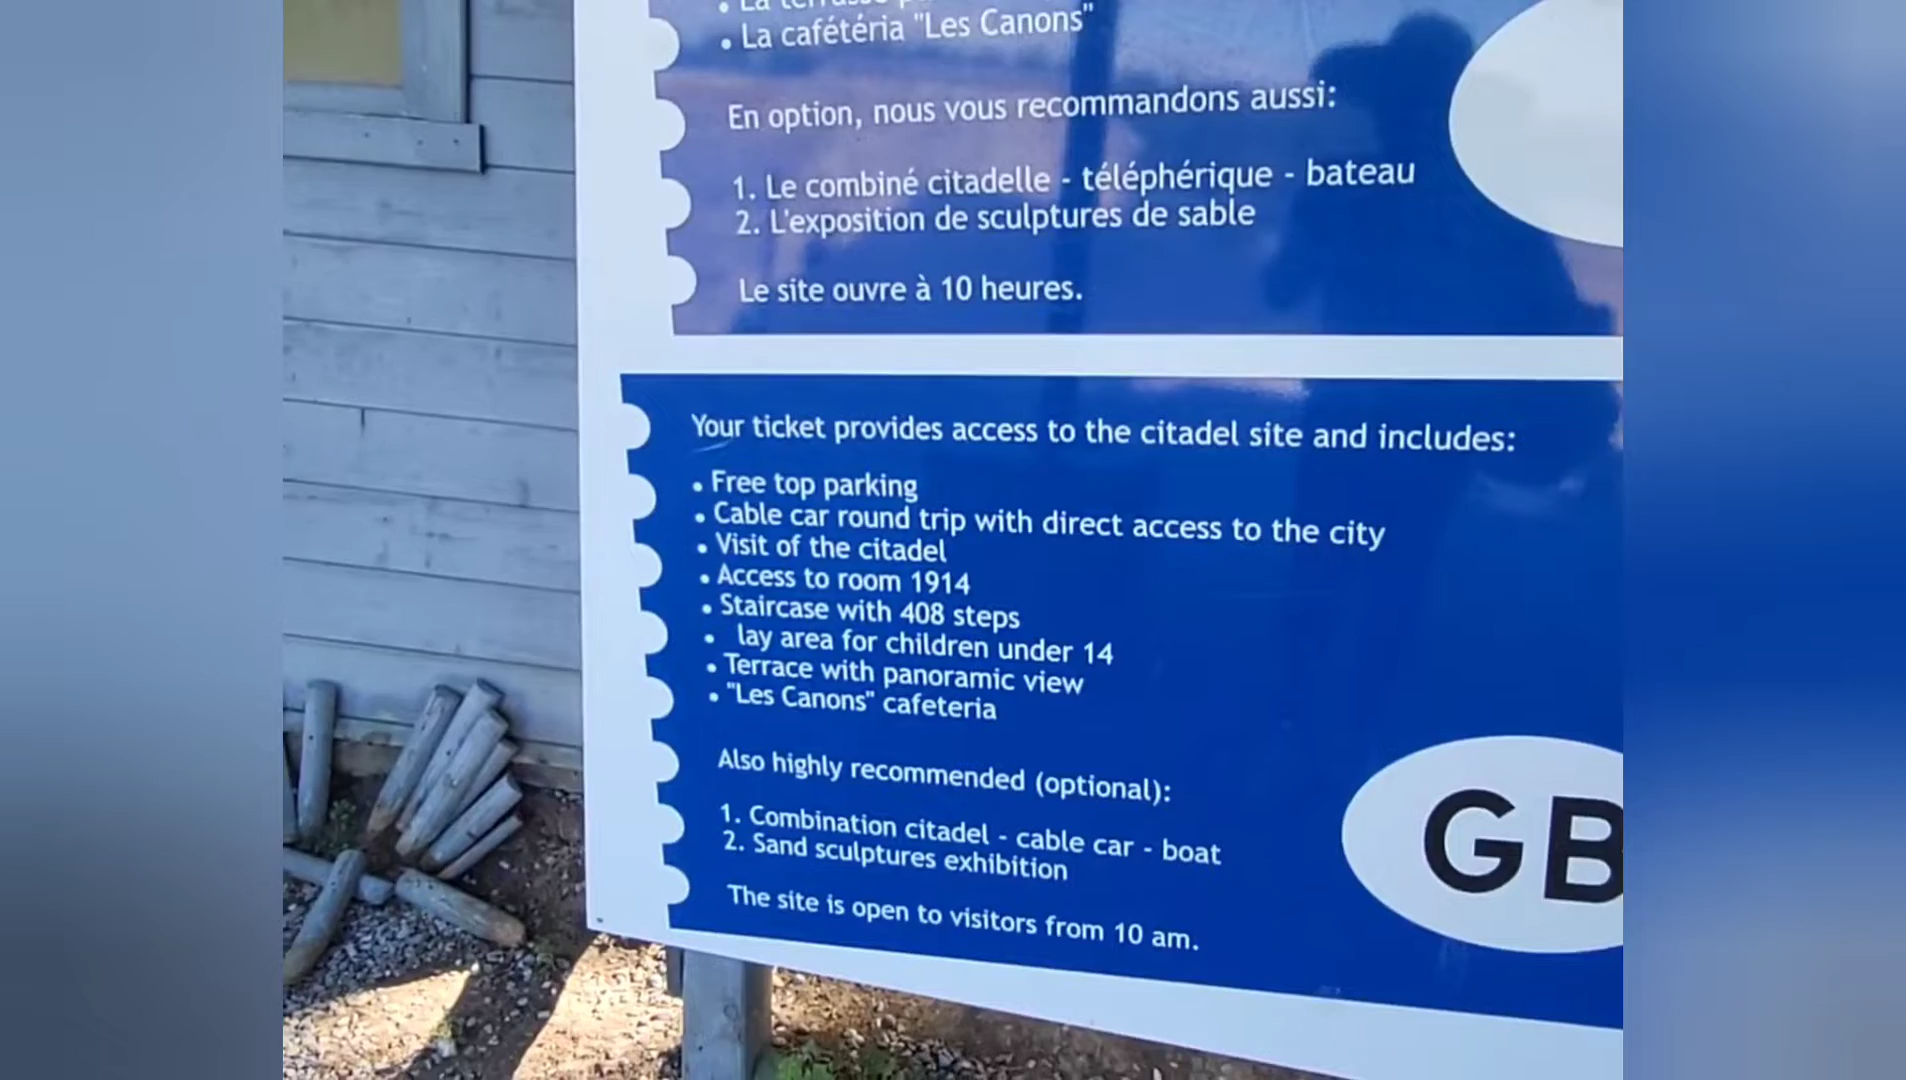 • La cafétéria "Les Canons"
En option, nous vous recommandons aussi:
1. Le combiné citadelle - téléphérique - bateau
2. L'exposition de sculptures de sable
Le site ouvre à 10 heures.
Your ticket provides access to the citadel site and includes:
• Free top parking
• Cable car round trip with direct access to the city
• Visit of the citadel
• Access to room 1914
• Staircase with 408 steps
• lay area for children under 14
• Terrace with panoramic view
• "Les Canons" cafeteria
Also highly recommended (optional):
1. Combination citadel - cable car - boat
2. Sand sculptures exhibition
The site is open to visitors from 10 am.
GB